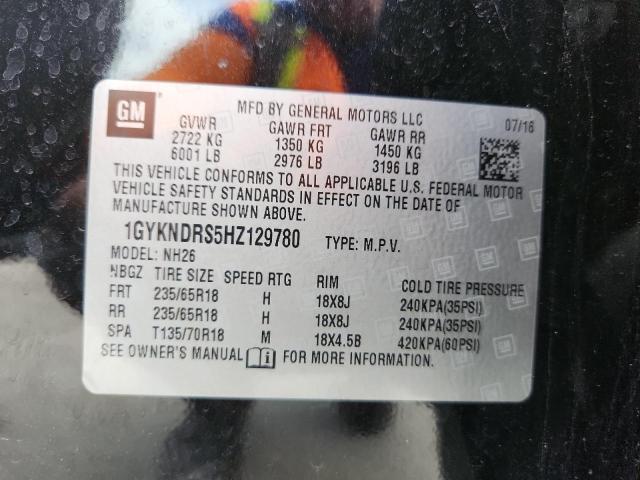 GM
MFD BY GENERAL MOTORS LLC
07/16
GVWR GAWR FRT GAWR RR
2722 KG 1350 KG 1450 KG
6001 LB 2976 LB 3196 LB
THIS VEHICLE CONFORMS TO ALL APPLICABLE U.S. FEDERAL MOTOR
VEHICLE SAFETY STANDARDS IN EFFECT ON THE DATE OF
MANUFACTURE SHOWN ABOVE.
1GYKNDRS5HZ129780 TYPE: M.P.V.
MODEL: NH26
NBGZ TIRE SIZE SPEED RTG RIM COLD TIRE PRESSURE
FRT 235/65R18 H 18X8J 240KPA(35PSI)
RR 235/65R18 H 18X8J 240KPA(35PSI)
SPA T135/70R18 M 18X4.5B 420KPA(60PSI)
SEE OWNER'S MANUAL FOR MORE INFORMATION.